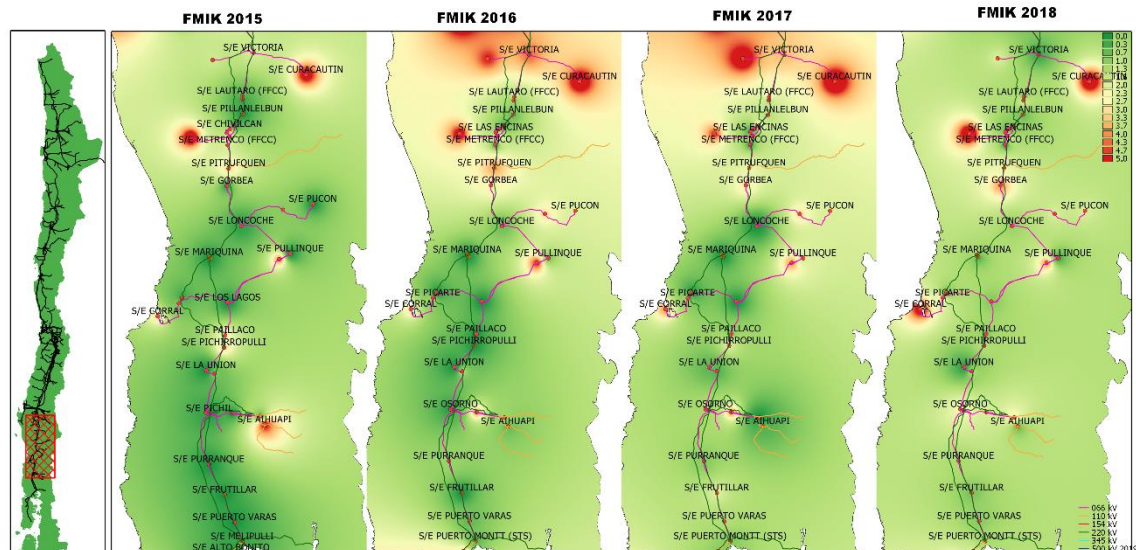 FMIK 2015
FMIK 2016
FMIK 2017
FMIK 2018
S/E VICTORIA
S/E CURACAUTIN
S/E LAUTARO (FFCC)
S/E PILLANLELBUN
S/E CHIVILCAN
S/E METRENCO (FFCC)
S/E PITRUFQUEN
S/E GORBEA
S/E PUCON
S/E LONCOCHE
S/E MARIQUINA
S/E PULLINQUE
S/E LOS LAGOS
S/E CORRAL
S/E PAILLACO
S/E PICHIRROPULLI
S/E LA UNION
S/E PICHIL
S/E AIHUAPI
S/E PURRANQUE
S/E FRUTILLAR
S/E PUERTO VARAS
S/E MELIPULLI
S/E ALTO BONITO
S/E VICTORIA
S/E CURACAUTIN
S/E LAUTARO (FFCC)
S/E PILLANLELBUN
S/E LAS ENCINAS
S/E METRENCO (FFCC)
S/E PITRUFQUEN
S/E GORBEA
S/E PUCON
S/E LONCOCHE
S/E MARIQUINA
S/E PULLINQUE
S/E PICARTE
S/E CORRAL
S/E PAILLACO
S/E PICHIRROPULLI
S/E LA UNION
S/E OSORNO
S/E AIHUAPI
S/E PURRANQUE
S/E FRUTILLAR
S/E PUERTO VARAS
S/E PUERTO MONTT (STS)
S/E VICTORIA
S/E CURACAUTIN
S/E LAUTARO (FFCC)
S/E PILLANLELBUN
S/E LAS ENCINAS
S/E METRENCO (FFCC)
S/E PITRUFQUEN
S/E GORBEA
S/E PUCON
S/E LONCOCHE
S/E MARIQUINA
S/E PULLINQUE
S/E PICARTE
S/E CORRAL
S/E PAILLACO
S/E PICHIRROPULLI
S/E LA UNION
S/E OSORNO
S/E AIHUAPI
S/E PURRANQUE
S/E FRUTILLAR
S/E PUERTO VARAS
S/E PUERTO MONTT (STS)
S/E VICTORIA
S/E CURACAUTIN
S/E LAUTARO (FFCC)
S/E PILLANLELBUN
S/E LAS ENCINAS
S/E METRENCO (FFCC)
S/E PITRUFQUEN
S/E GORBEA
S/E PUCON
S/E LONCOCHE
S/E MARIQUINA
S/E PULLINQUE
S/E PICARTE
S/E CORRAL
S/E PAILLACO
S/E PICHIRROPULLI
S/E LA UNION
S/E OSORNO
S/E AIHUAPI
S/E PURRANQUE
S/E FRUTILLAR
S/E PUERTO VARAS
S/E PUERTO MONTT (STS)
0,0
0,3
0,7
1,0
1,3
2,0
2,3
2,7
3,0
3,3
3,7
4,0
4,3
4,7
5,0
066 kV
110 kV
154 kV
220 kV
345 kV